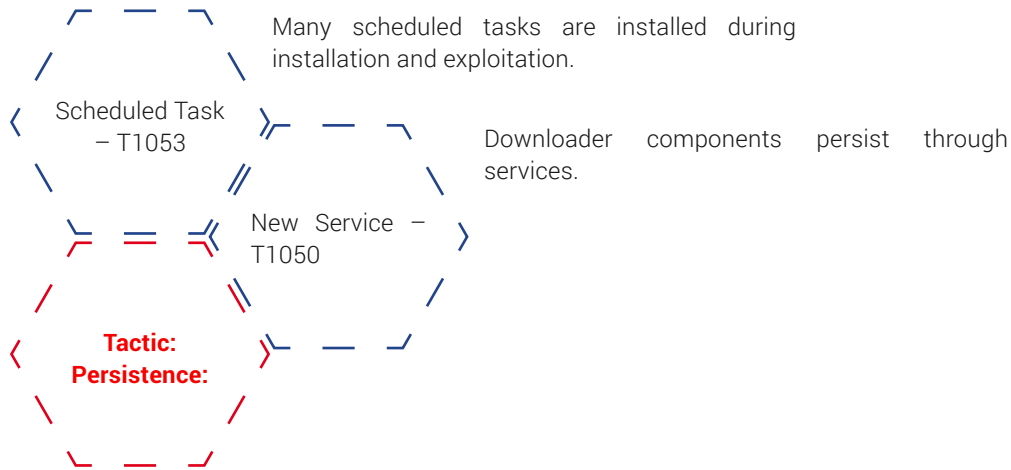 Many scheduled tasks are installed during
installation and exploitation.
Scheduled Task
– T1053
Downloader components persist through
services.
New Service –
T1050
Tactic:
Persistence: